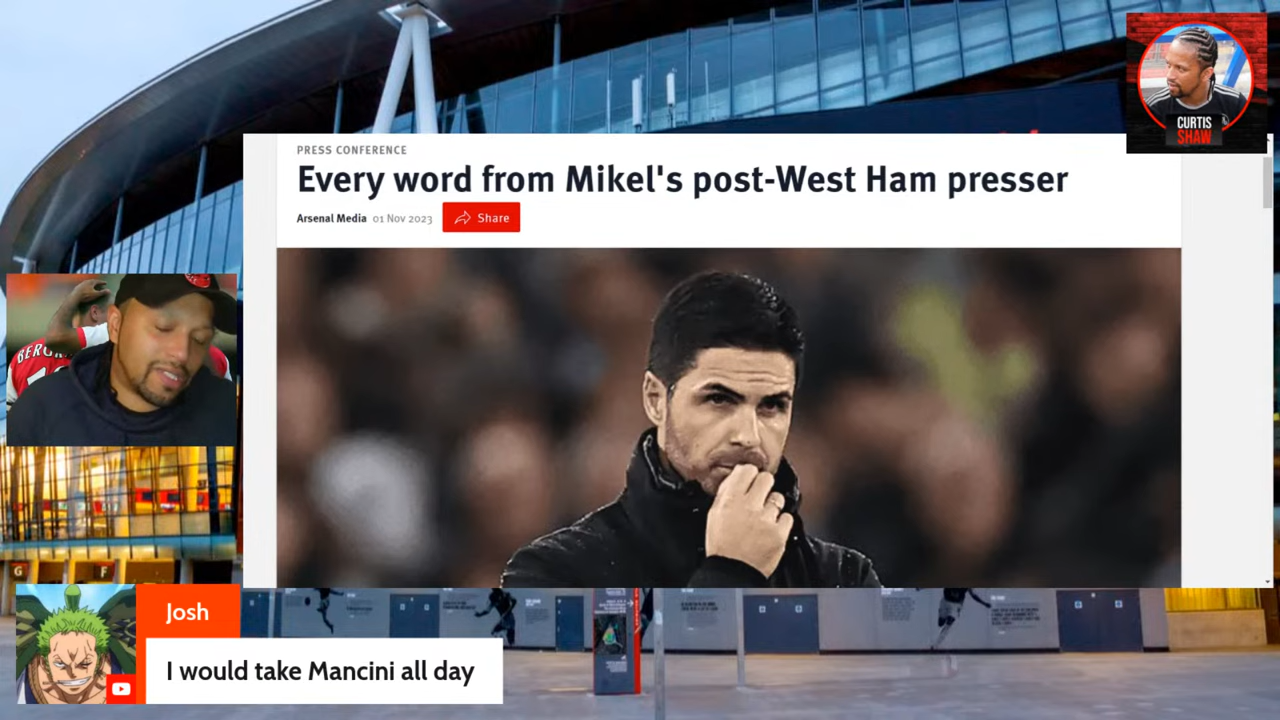 CURTIS
SHAW
PRESS CONFERENCE
Every word from Mikel's post-West Ham presser
Arsenal Media 01 Nov 2023 Share
G F
Josh
I would take Mancini all day